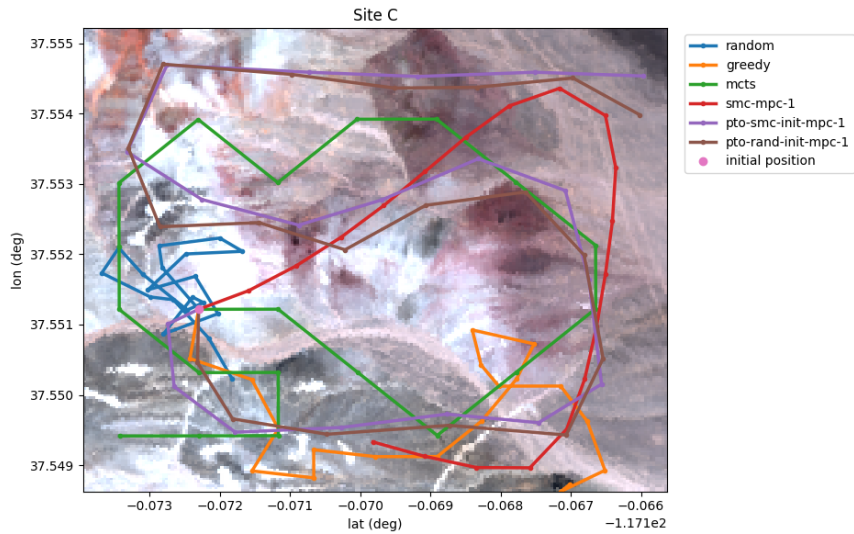 Site C
37.555
37.554
37.553
37.552
37.551
37.550
37.549
lon (deg)
−0.073 −0.072 −0.071 −0.070 −0.069 −0.068 −0.067 −0.066
lat (deg)
−1.171e2
random
greedy
mcts
smc-mpc-1
pto-smc-init-mpc-1
pto-rand-init-mpc-1
initial position